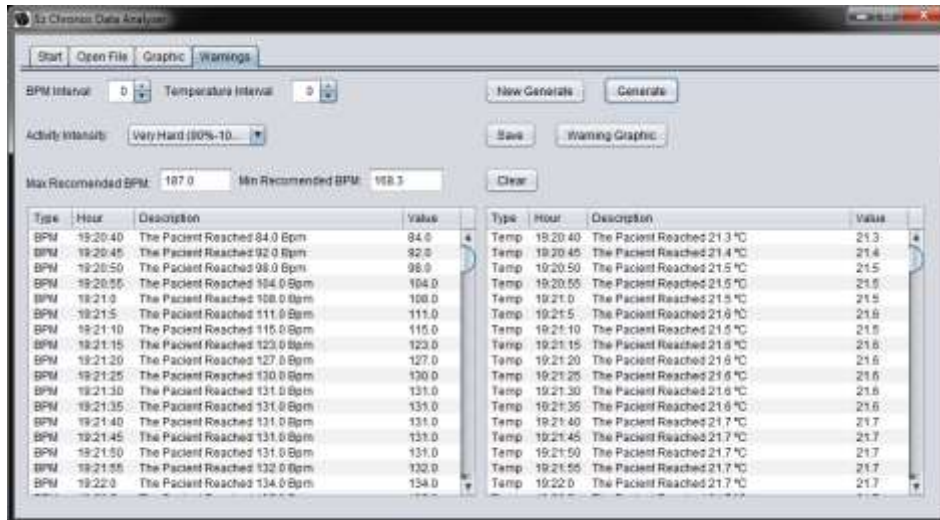 Ez Chronos Data Analyser
Start Open File Graphic Warnings
BPM Interval 0 Temperature Interval 0 New Generate Generate
Activity Intensity Very Hard (80%-10... Save Warning Graphic
Max Recomended BPM: 187.0 Min Recomended BPM: 168.3 Clear
Type Hour Description Value Type Hour Description Value
BPM 19:20:40 The Pacient Reached 84.0 Bpm 84.0 Temp 19:20:40 The Pacient Reached 21.3 ºC 21.3
BPM 19:20:45 The Pacient Reached 92.0 Bpm 92.0 Temp 19:20:45 The Pacient Reached 21.4 ºC 21.4
BPM 19:20:50 The Pacient Reached 98.0 Bpm 98.0 Temp 19:20:50 The Pacient Reached 21.5 ºC 21.5
BPM 19:20:55 The Pacient Reached 104.0 Bpm 104.0 Temp 19:20:55 The Pacient Reached 21.5 ºC 21.5
BPM 19:21:0 The Pacient Reached 108.0 Bpm 108.0 Temp 19:21:0 The Pacient Reached 21.5 ºC 21.5
BPM 19:21:5 The Pacient Reached 111.0 Bpm 111.0 Temp 19:21:5 The Pacient Reached 21.6 ºC 21.6
BPM 19:21:10 The Pacient Reached 115.0 Bpm 115.0 Temp 19:21:10 The Pacient Reached 21.5 ºC 21.5
BPM 19:21:15 The Pacient Reached 123.0 Bpm 123.0 Temp 19:21:15 The Pacient Reached 21.6 ºC 21.6
BPM 19:21:20 The Pacient Reached 127.0 Bpm 127.0 Temp 19:21:20 The Pacient Reached 21.6 ºC 21.6
BPM 19:21:25 The Pacient Reached 130.0 Bpm 130.0 Temp 19:21:25 The Pacient Reached 21.6 ºC 21.6
BPM 19:21:30 The Pacient Reached 131.0 Bpm 131.0 Temp 19:21:30 The Pacient Reached 21.6 ºC 21.6
BPM 19:21:35 The Pacient Reached 131.0 Bpm 131.0 Temp 19:21:35 The Pacient Reached 21.6 ºC 21.6
BPM 19:21:40 The Pacient Reached 131.0 Bpm 131.0 Temp 19:21:40 The Pacient Reached 21.7 ºC 21.7
BPM 19:21:45 The Pacient Reached 131.0 Bpm 131.0 Temp 19:21:45 The Pacient Reached 21.7 ºC 21.7
BPM 19:21:50 The Pacient Reached 131.0 Bpm 131.0 Temp 19:21:50 The Pacient Reached 21.7 ºC 21.7
BPM 19:21:55 The Pacient Reached 132.0 Bpm 132.0 Temp 19:21:55 The Pacient Reached 21.7 ºC 21.7
BPM 19:22:0 The Pacient Reached 134.0 Bpm 134.0 Temp 19:22:0 The Pacient Reached 21.7 ºC 21.7